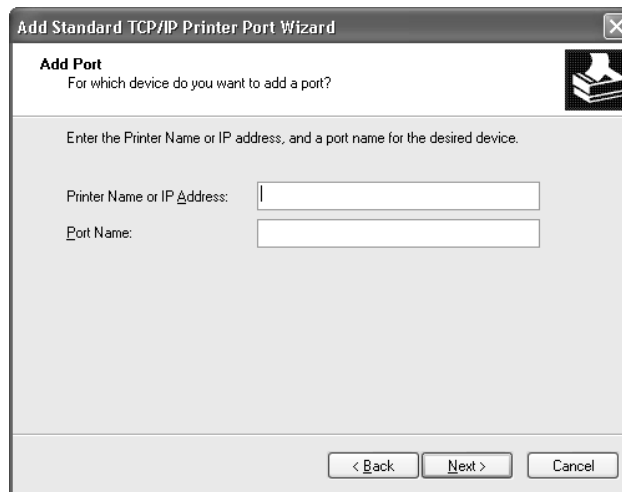 Add Standard TCP/IP Printer Port Wizard
Add Port
For which device do you want to add a port?
Enter the Printer Name or IP address, and a port name for the desired device.
Printer Name or IP Address:
Port Name:
< Back
Next >
Cancel